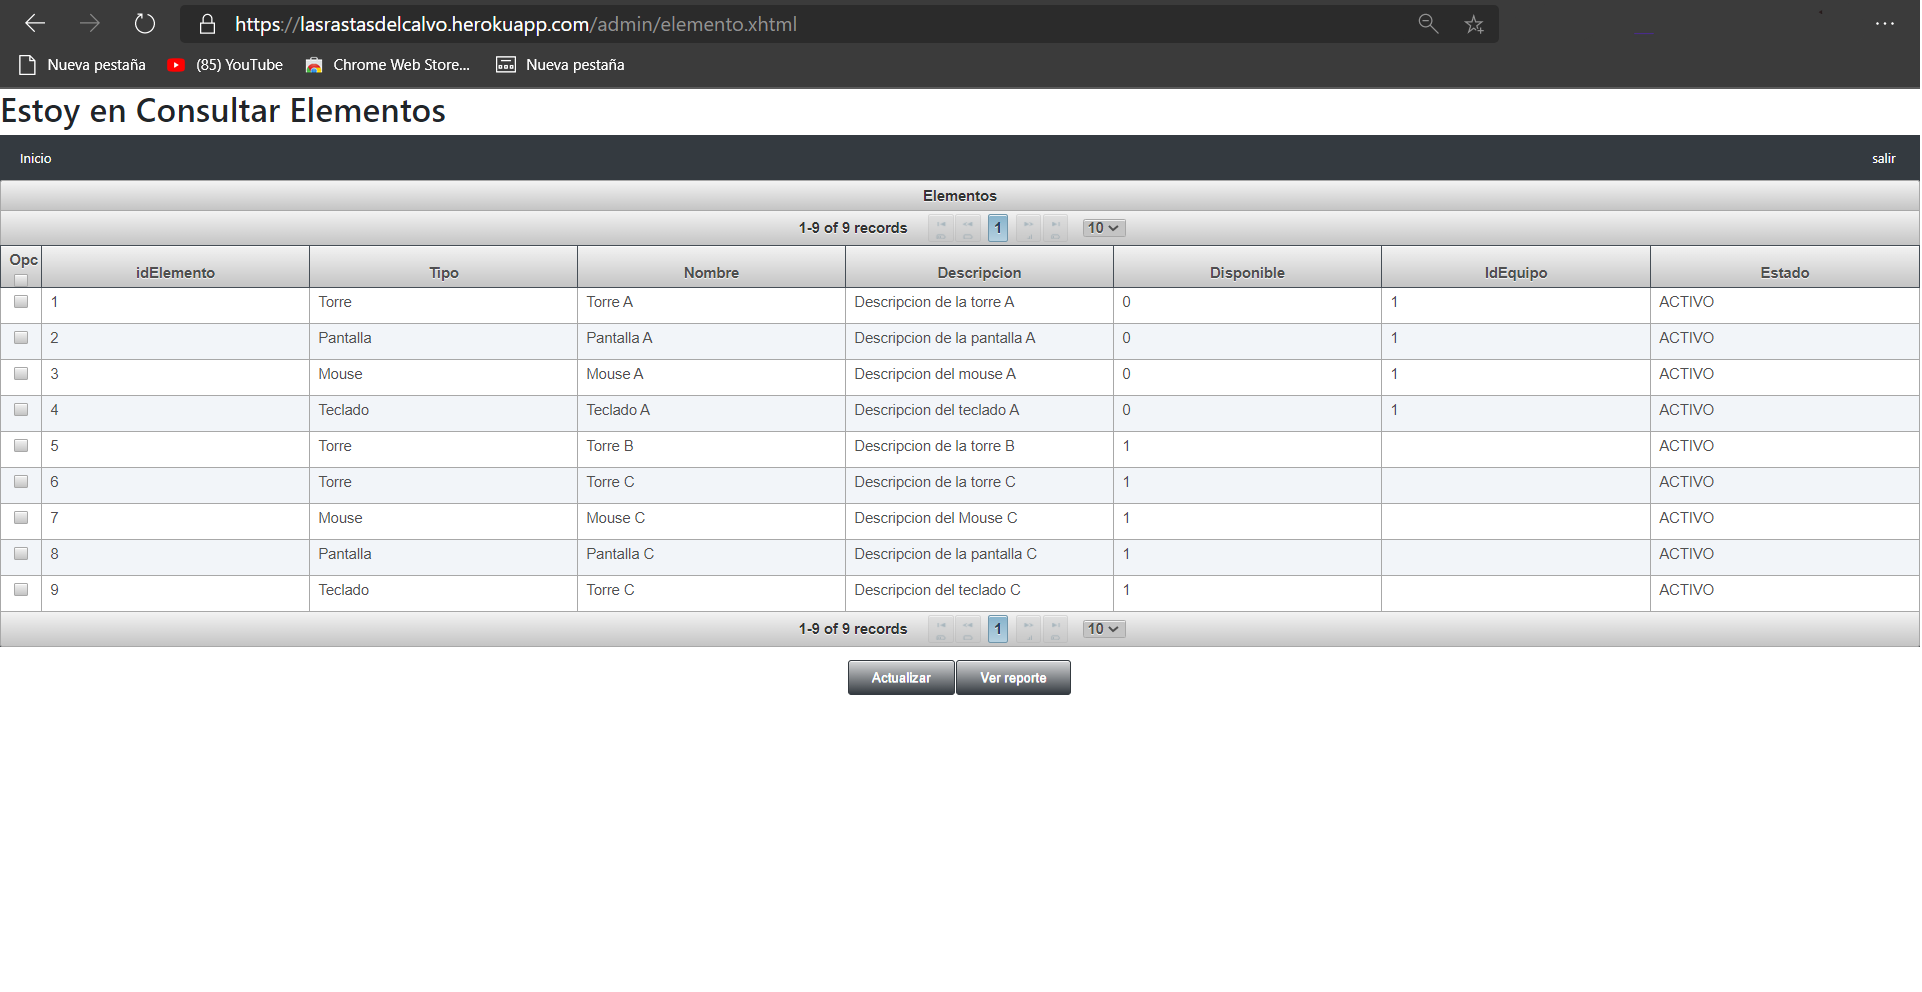 https://lasrastasdelcalvo.herokuapp.com/admin/elemento.xhtml
Nueva pestaña (85) YouTube Chrome Web Store... Nueva pestaña
Estoy en Consultar Elementos
Inicio salir
Elementos
1-9 of 9 records 1 10
Opc idElemento Tipo Nombre Descripcion Disponible IdEquipo Estado
1 Torre Torre A Descripcion de la torre A 0 1 ACTIVO
2 Pantalla Pantalla A Descripcion de la pantalla A 0 1 ACTIVO
3 Mouse Mouse A Descripcion del mouse A 0 1 ACTIVO
4 Teclado Teclado A Descripcion del teclado A 0 1 ACTIVO
5 Torre Torre B Descripcion de la torre B 1 ACTIVO
6 Torre Torre C Descripcion de la torre C 1 ACTIVO
7 Mouse Mouse C Descripcion del Mouse C 1 ACTIVO
8 Pantalla Pantalla C Descripcion de la pantalla C 1 ACTIVO
9 Teclado Torre C Descripcion del teclado C 1 ACTIVO
1-9 of 9 records 1 10
Actualizar Ver reporte